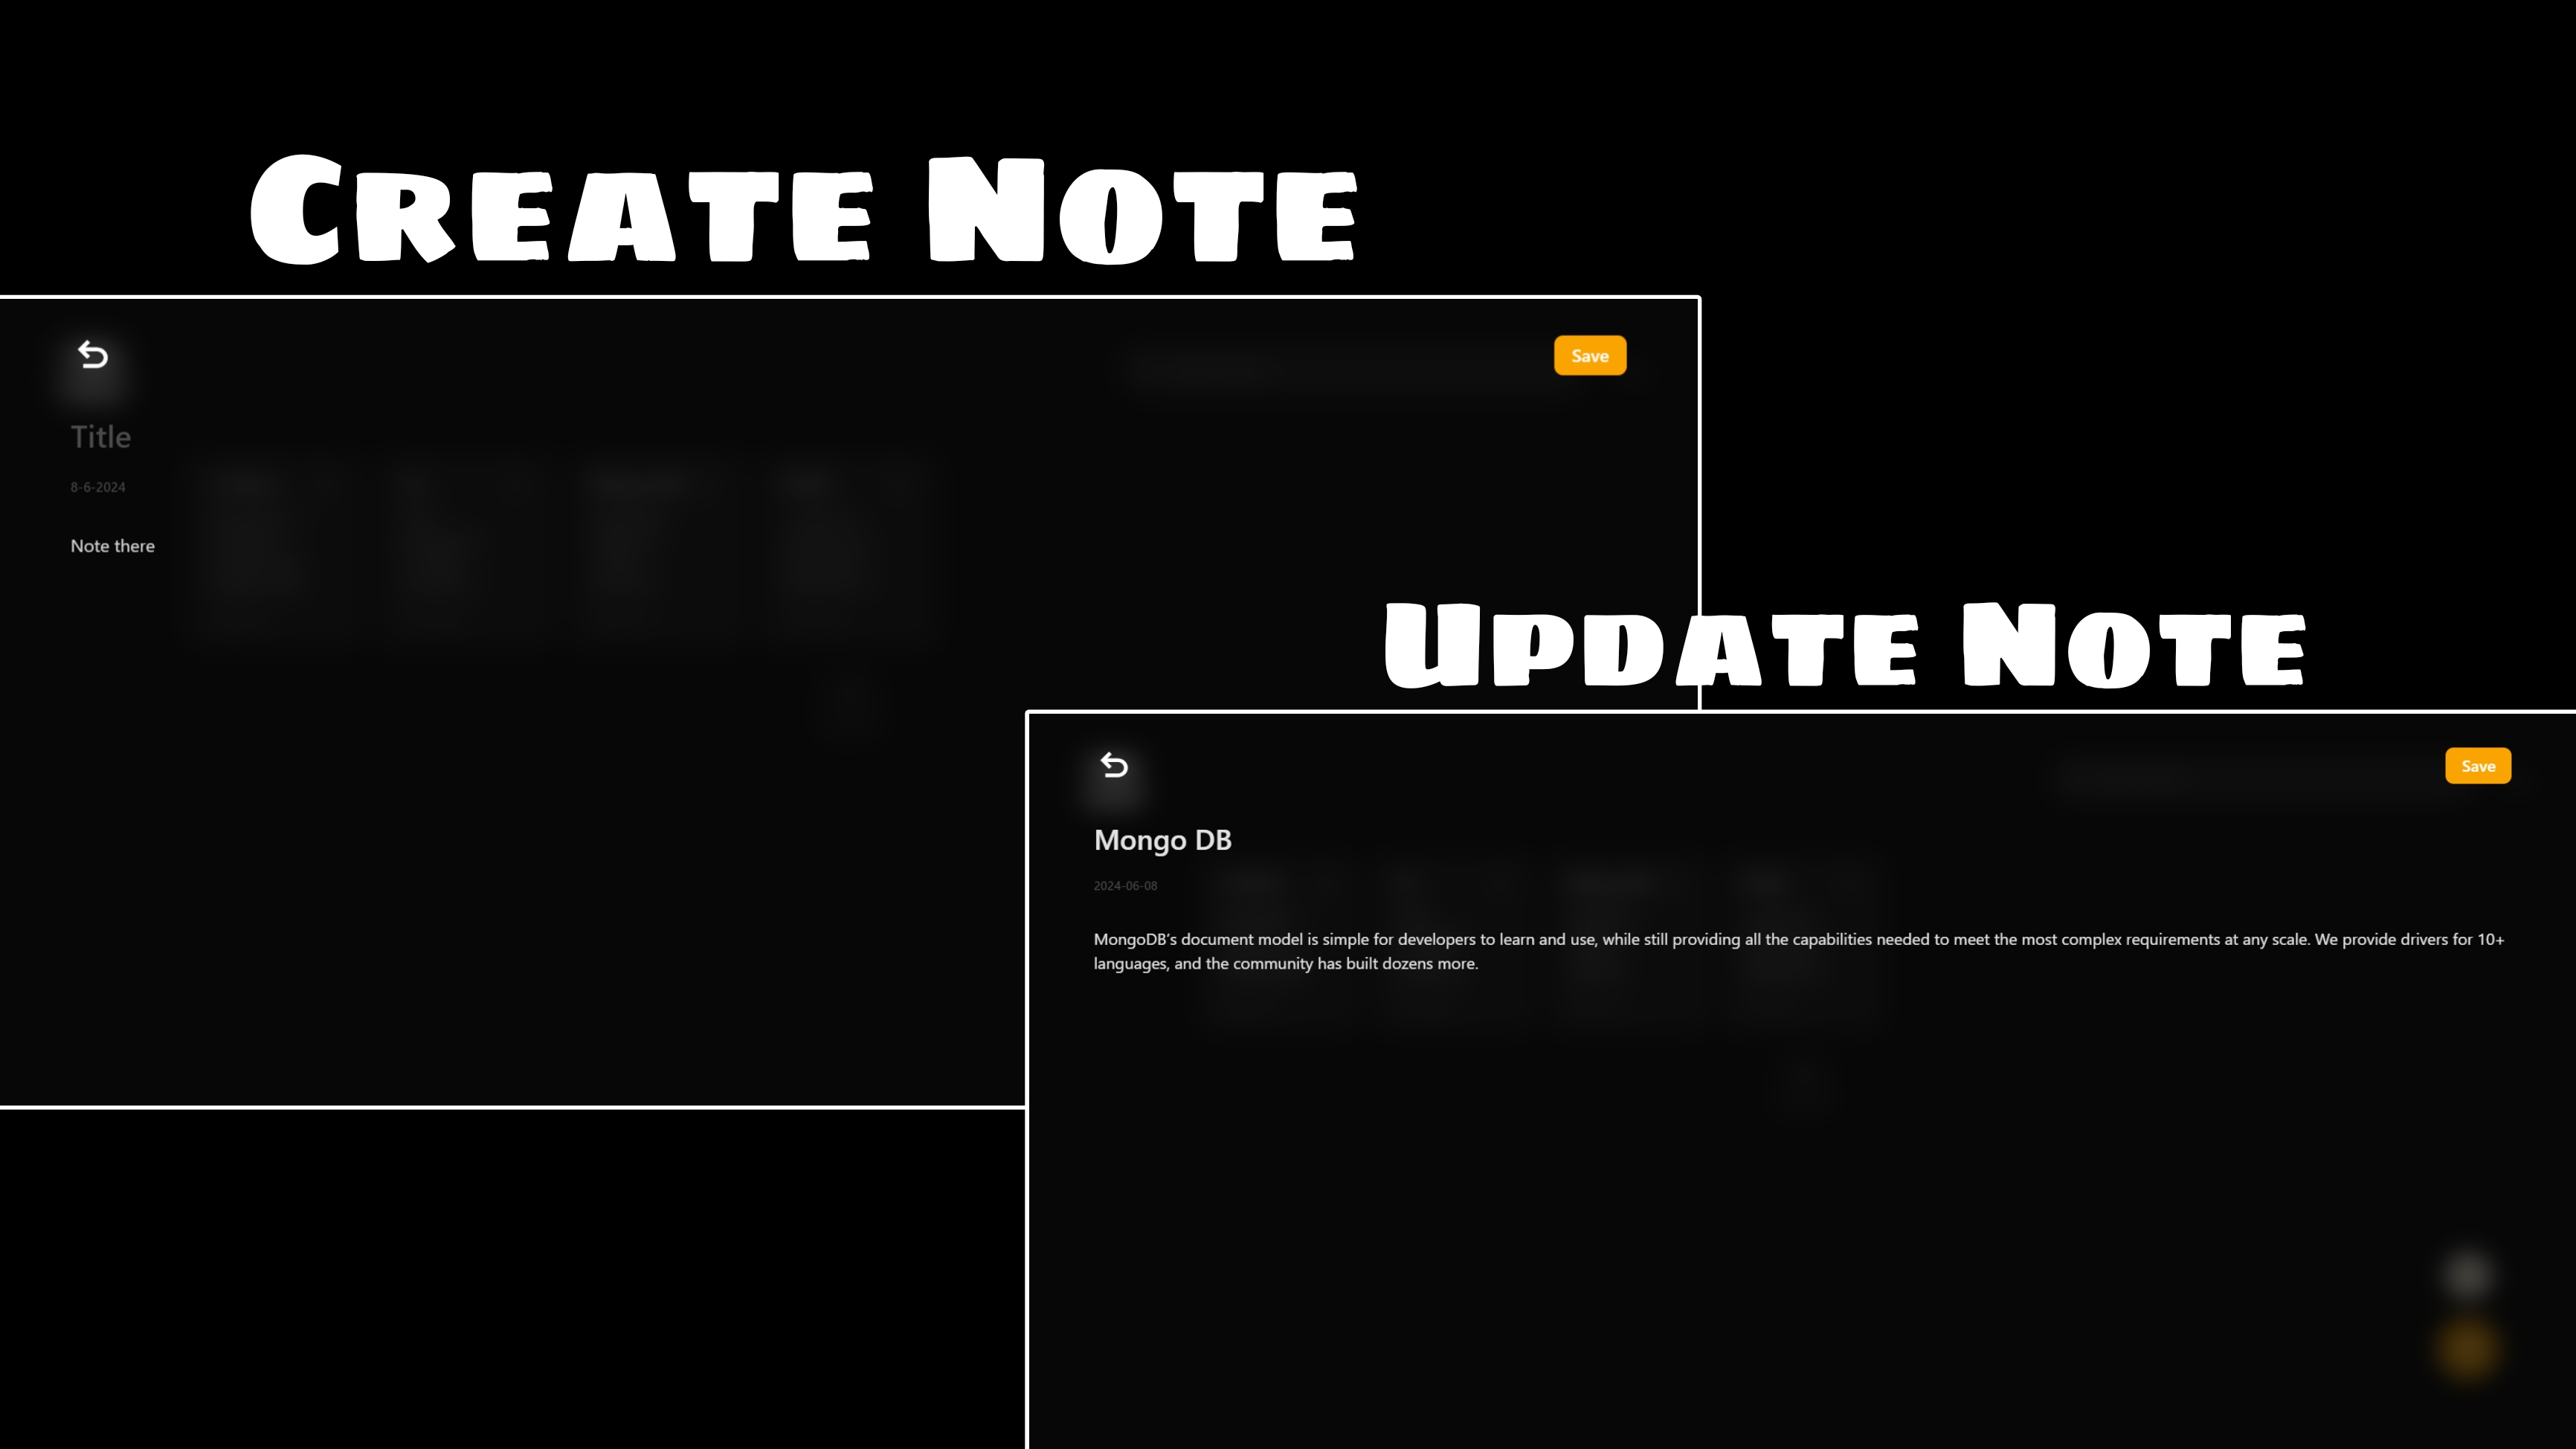 Create Note
Save
Title
8-6-2024
Note there
Update Note
Save
Mongo DB
2024-06-08
MongoDB's document model is simple for developers to learn and use, while still providing all the capabilities needed to meet the most complex requirements at any scale. We provide drivers for 10+
languages, and the community has built dozens more.